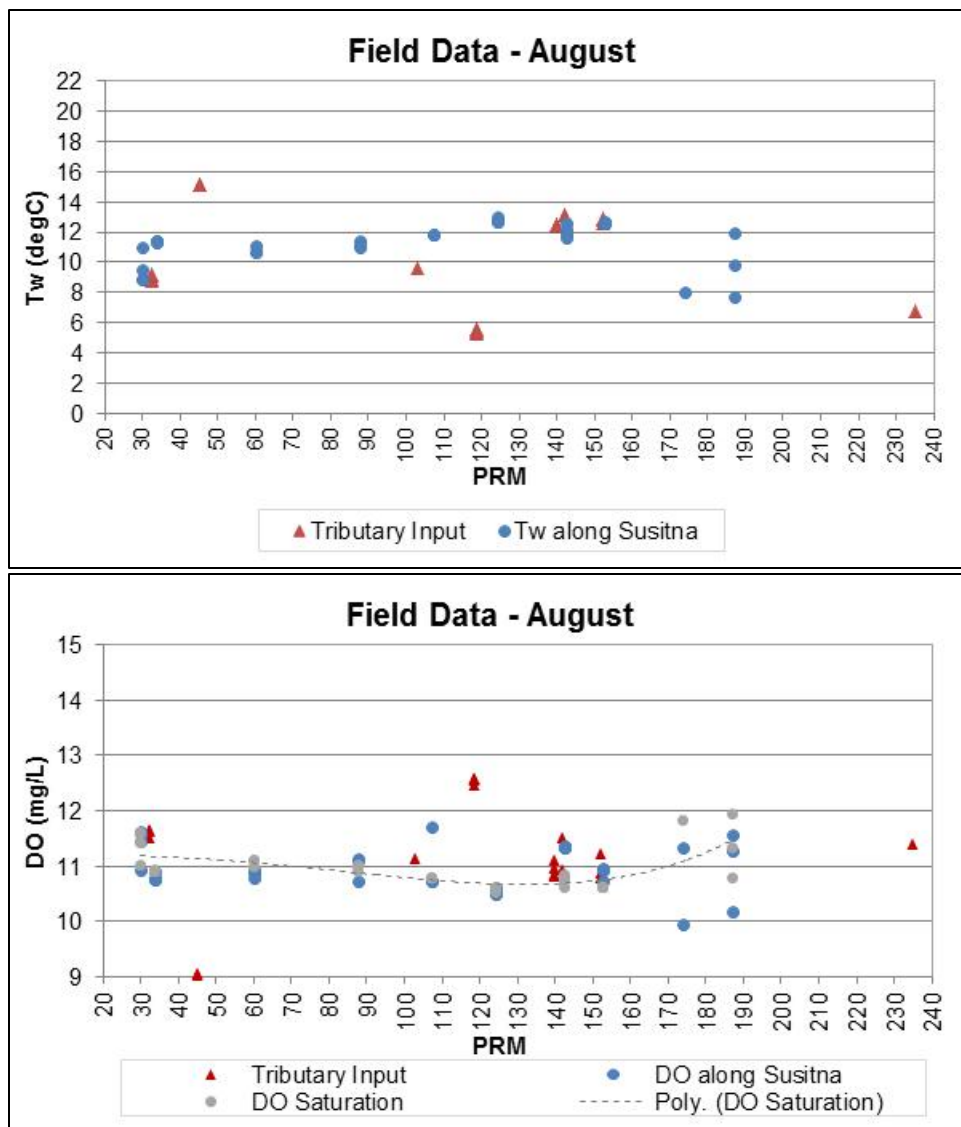 Field Data - August
22
20
18
16
14
12
10
8
6
4
2
0
Tw (degC)
20 30 40 50 60 70 80 90 100 110 120 130 140 150 160 170 180 190 200 210 220 230 240
PRM
Tributary Input Tw along Susitna
Field Data - August
15
14
13
12
11
10
9
DO (mg/L)
20 30 40 50 60 70 80 90 100 110 120 130 140 150 160 170 180 190 200 210 220 230 240
PRM
Tributary Input DO along Susitna
DO Saturation Poly. (DO Saturation)